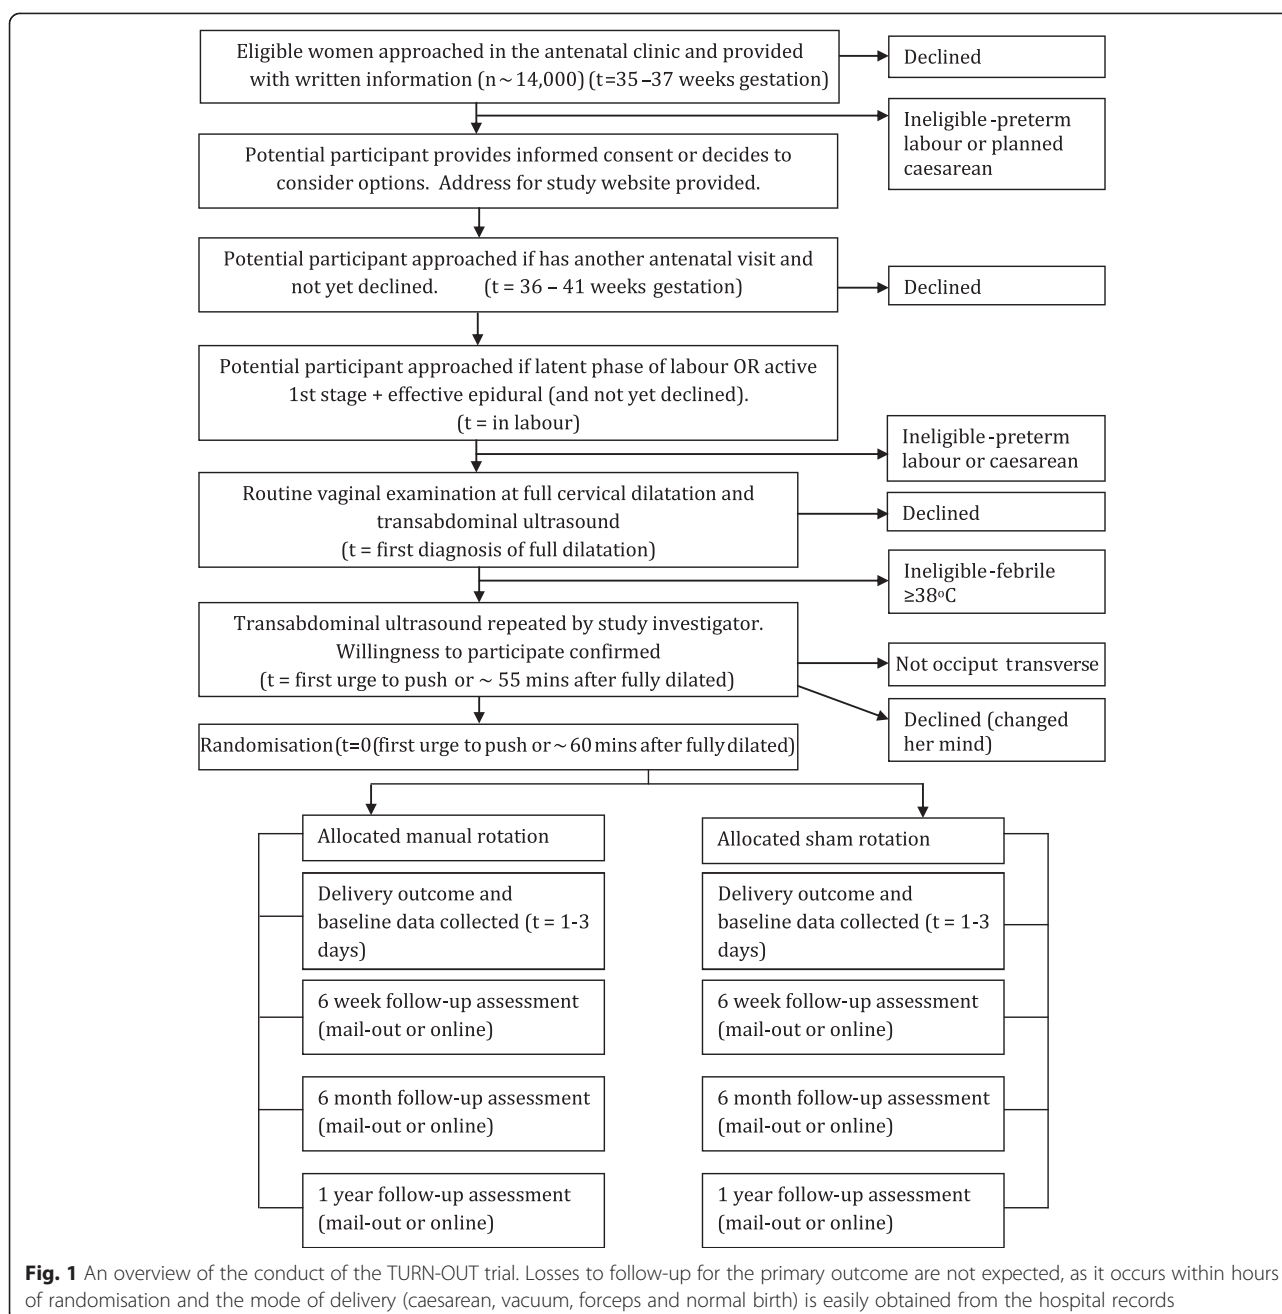 Eligible women approached in the antenatal clinic and provided
with written information (n ~ 14,000) (t=35 –37 weeks gestation)
Declined
Ineligible -preterm
labour or planned
caesarean
Potential participant provides informed consent or decides to
consider options. Address for study website provided.
Potential participant approached if has another antenatal visit and
not yet declined. (t = 36 – 41 weeks gestation)
Declined
Potential participant approached if latent phase of labour OR active
1st stage + effective epidural (and not yet declined).
(t = in labour)
Ineligible -preterm
labour or caesarean
Routine vaginal examination at full cervical dilatation and
transabdominal ultrasound
(t = first diagnosis of full dilatation)
Declined
Ineligible-febrile
≥38°C
Transabdominal ultrasound repeated by study investigator.
Willingness to participate confirmed
(t = first urge to push or ~ 55 mins after fully dilated)
Not occiput transverse
Declined (changed
her mind)
Randomisation(t=0(first urge to push or ~60 mins after fully dilated)
Allocated manual rotation
Delivery outcome and
baseline data collected (t = 1-3
days)
6 week follow-up assessment
(mail-out or online)
6 month follow-up assessment
(mail-out or online)
1 year follow-up assessment
(mail-out or online)
Allocated sham rotation
Delivery outcome and
baseline data collected (t = 1-3
days)
6 week follow-up assessment
(mail-out or online)
6 month follow-up assessment
(mail-out or online)
1 year follow-up assessment
(mail-out or online)
Fig. 1 An overview of the conduct of the TURN-OUT trial. Losses to follow-up for the primary outcome are not expected, as it occurs within hours
of randomisation and the mode of delivery (caesarean, vacuum, forceps and normal birth) is easily obtained from the hospital records